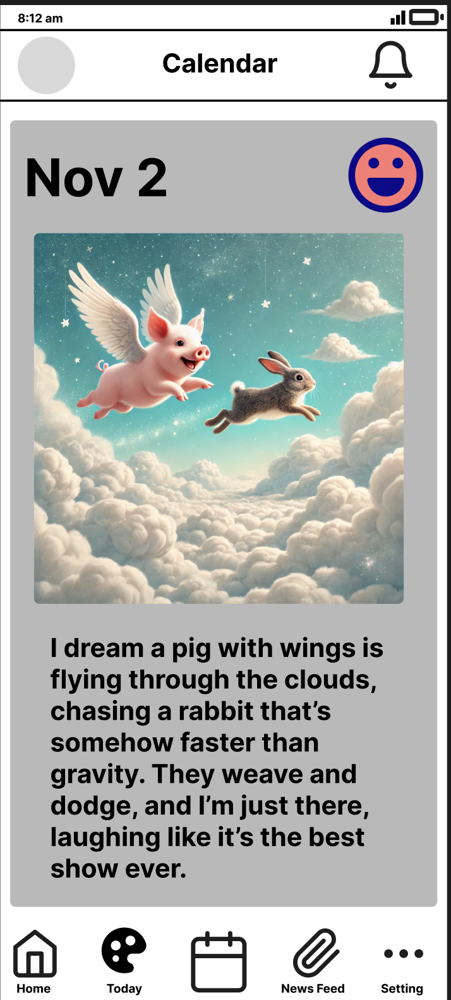 8:12 am
Calendar
Nov 2
I dream a pig with wings is
flying through the clouds,
chasing a rabbit that’s
somehow faster than
gravity. They weave and
dodge, and I’m just there,
laughing like it’s the best
show ever.
Home
Today
News Feed
Setting